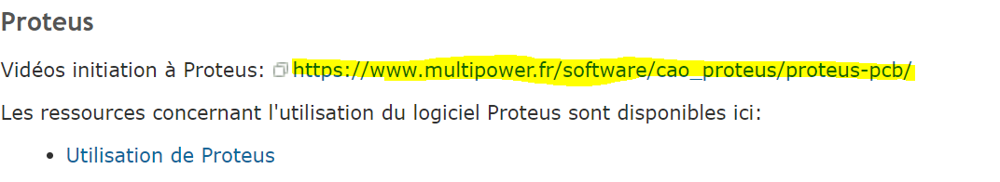 Proteus
Vidéos initiation à Proteus: https://www.multipower.fr/software/cao_proteus/proteus-pcb/
Les ressources concernant l'utilisation du logiciel Proteus sont disponibles ici:
• Utilisation de Proteus